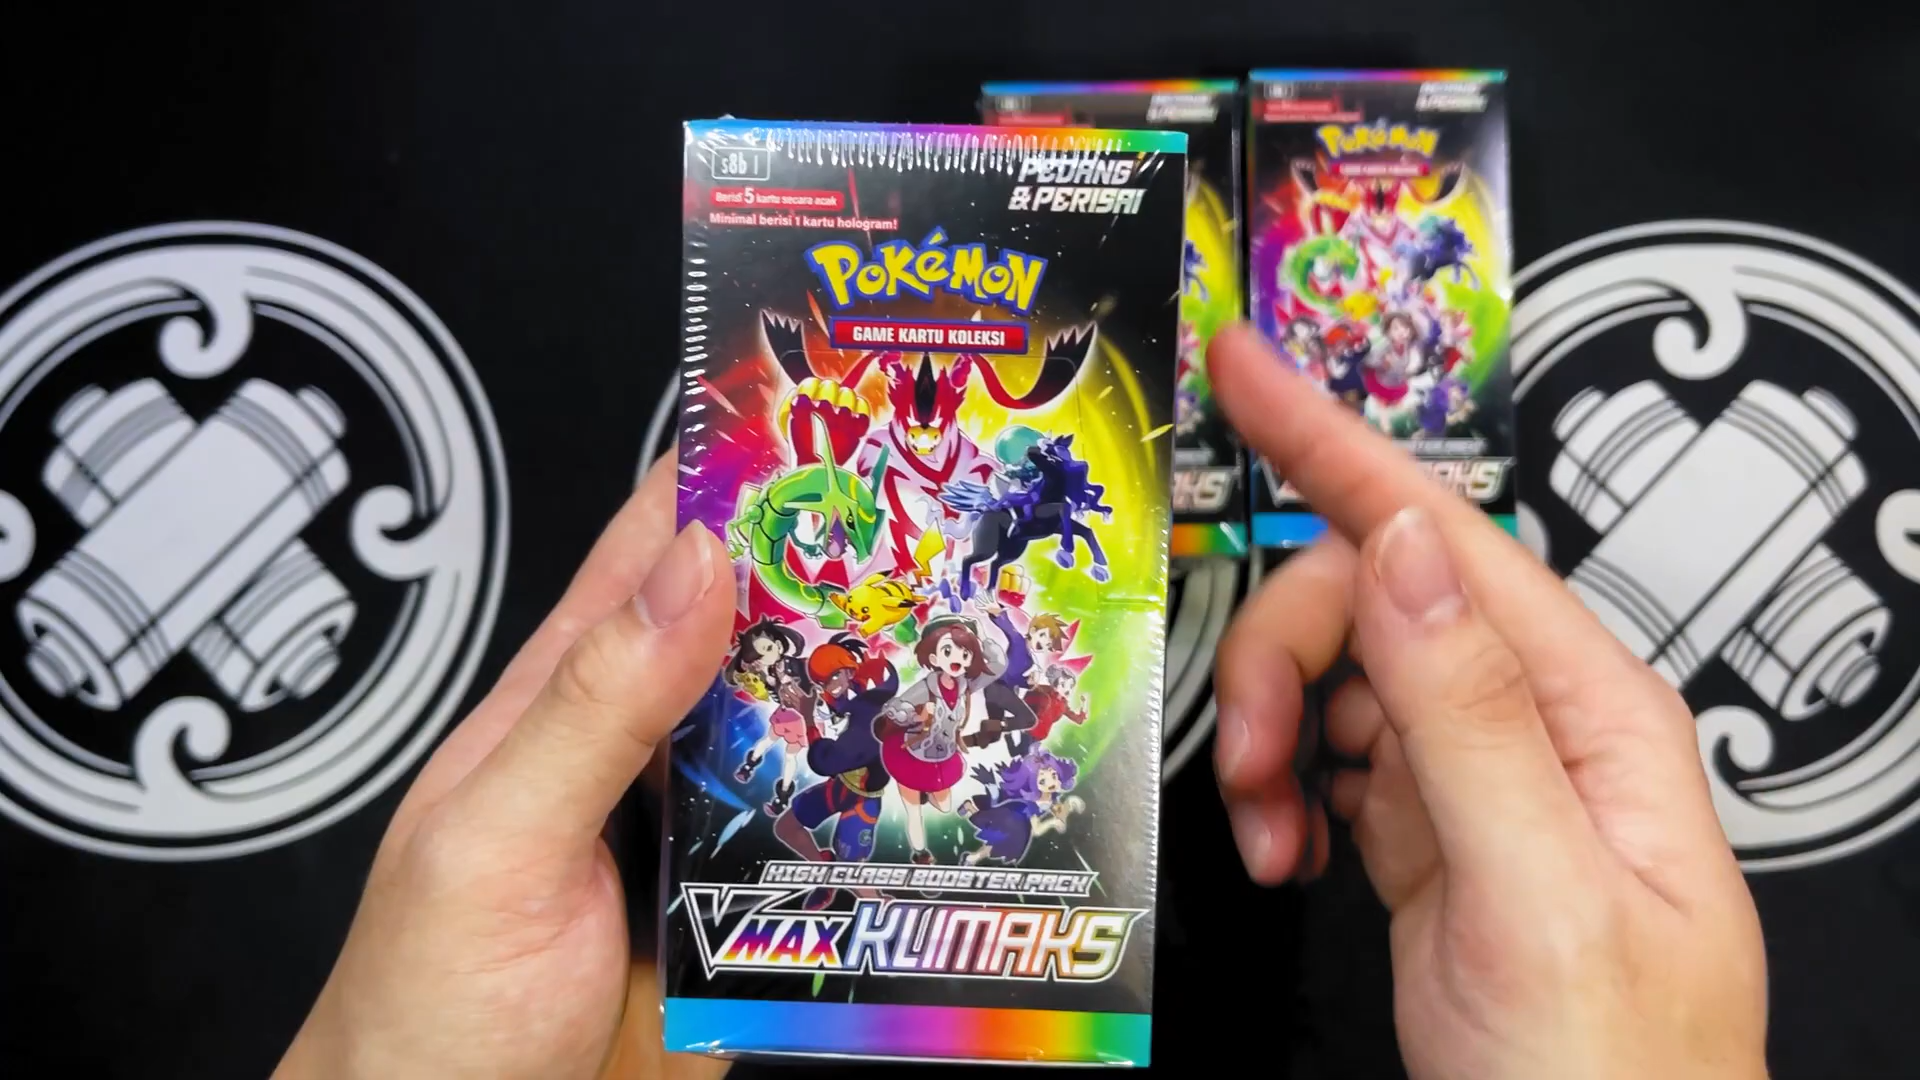 s8b I
PEDANG
& PERISAI
Berisi 5 kartu secara acak
Minimal berisi 1 kartu hologram!
POKéMON
GAME KARTU KOLEKSI
HIGH CLASS BOOSTER PACK
VMAX KLIMAKS
POKéMON